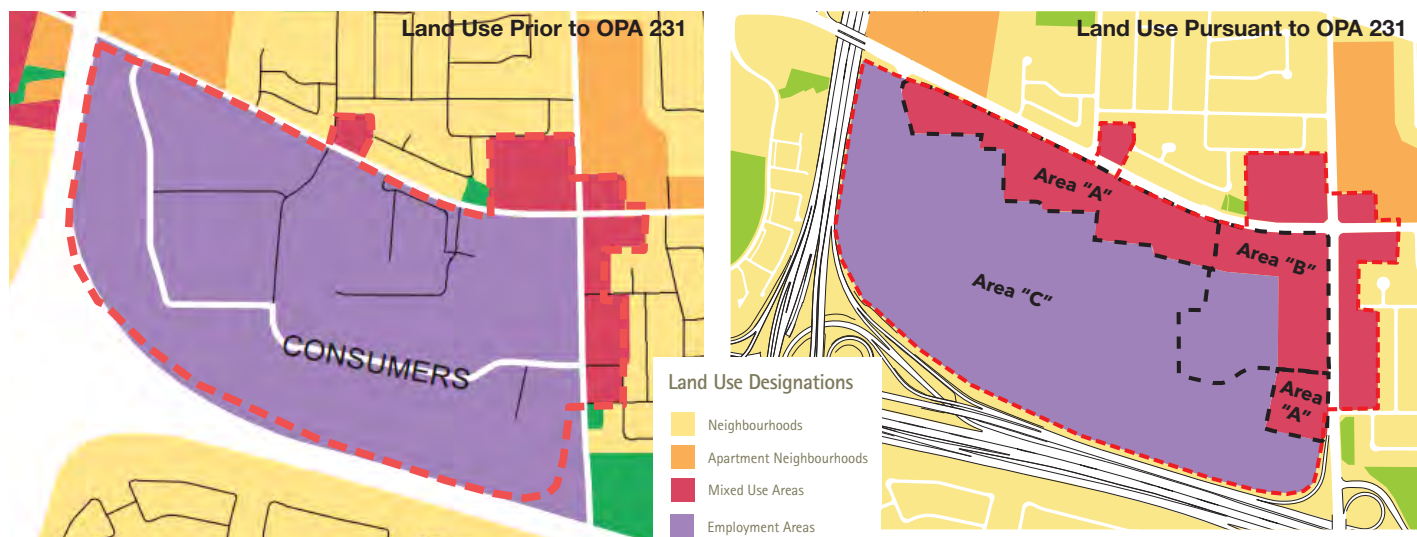 Land Use Prior to OPA 231
CONSUMERS
Land Use Designations
Neighbourhoods
Apartment Neighbourhoods
Mixed Use Areas
Employment Areas
Land Use Pursuant to OPA 231
Area "A"
Area "B"
Area "C"
Area
"A"